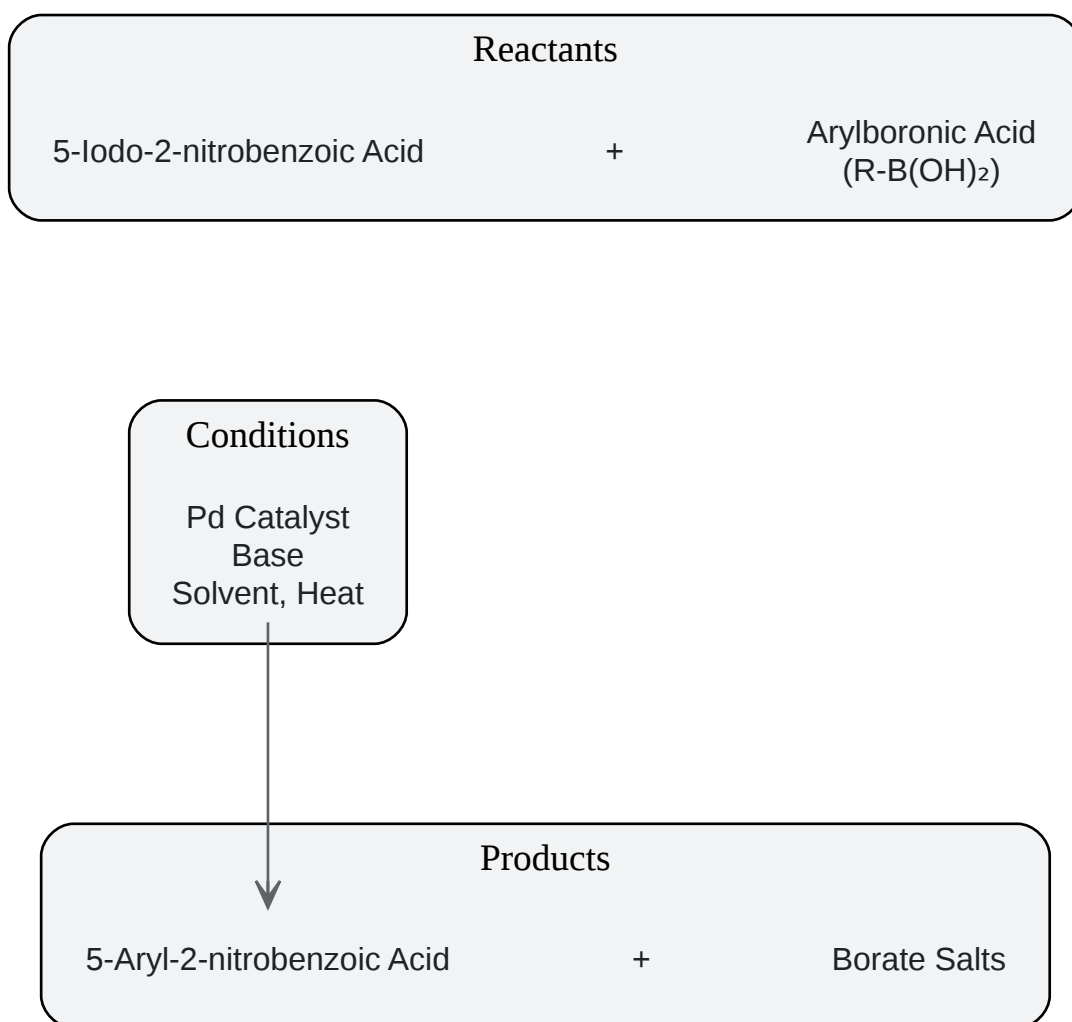 Reactants
5-Iodo-2-nitrobenzoic Acid + Arylboronic Acid
(R-B(OH)₂)
Conditions
Pd Catalyst
Base
Solvent, Heat
Products
5-Aryl-2-nitrobenzoic Acid + Borate Salts